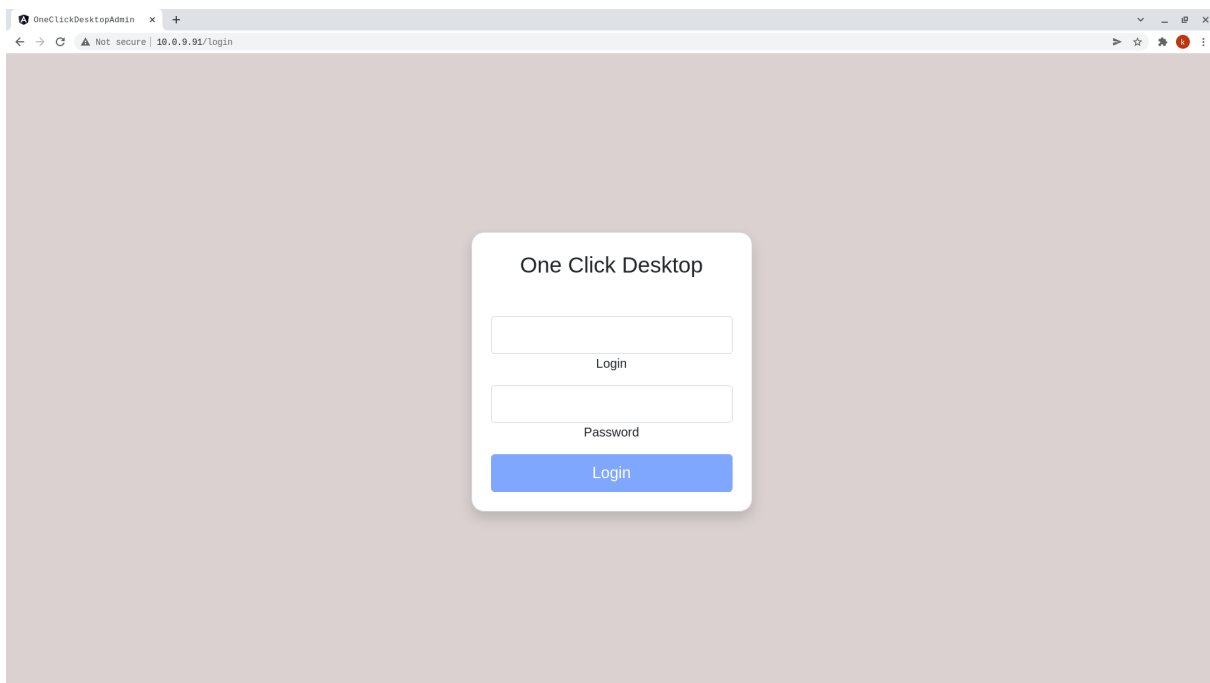 OneClickDesktopAdmin
Not secure 10.0.9.91/login
k
One Click Desktop
Login
Password
Login